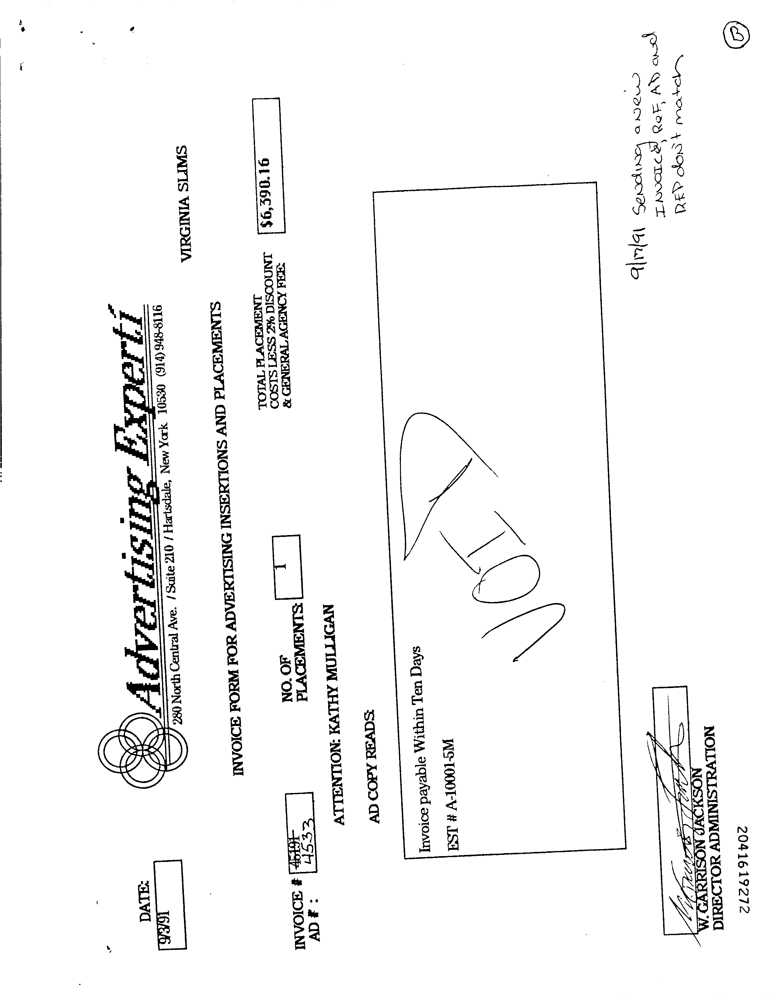 Advertising Expertí
280 North Central Ave. / Suite 210 / Hartsdale, New York 10530 (914) 948-8116
DATE:
9/3/91
VIRGINIA SLIMS
INVOICE FORM FOR ADVERTISING INSERTIONS AND PLACEMENTS
INVOICE # 45191
AD # : 4533
NO. OF
PLACEMENTS: 1
TOTAL PLACEMENT
COSTS LESS 2% DISCOUNT
& GENERAL AGENCY FEE:
$6,390.16
ATTENTION: KATHY MULLIGAN
AD COPY READS:
Invoice payable Within Ten Days
EST # A-10001-5M
VOID
9/17/91 Sending a new
INVOICE, REF, AD and
REP don't match
B
W. GARRISON JACKSON
DIRECTOR ADMINISTRATION
2041619272